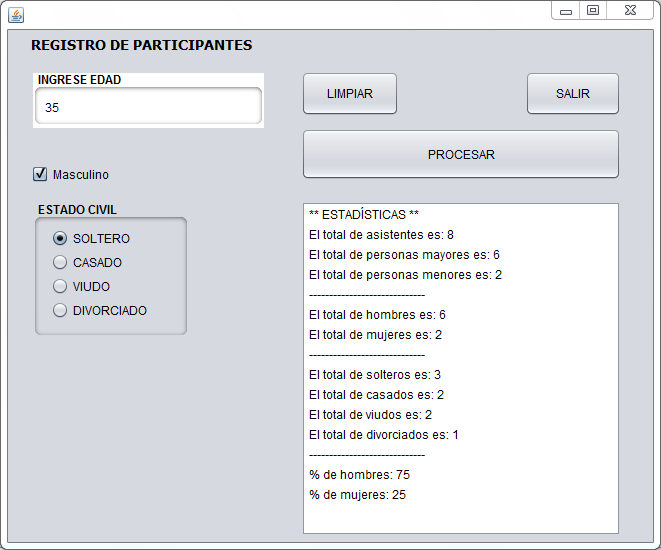 REGISTRO DE PARTICIPANTES
INGRESE EDAD
35
LIMPIAR
SALIR
PROCESAR
Masculino
ESTADO CIVIL
SOLTERO
CASADO
VIUDO
DIVORCIADO
** ESTADÍSTICAS **
El total de asistentes es: 8
El total de personas mayores es: 6
El total de personas menores es: 2
-----------------------------
El total de hombres es: 6
El total de mujeres es: 2
-----------------------------
El total de solteros es: 3
El total de casados es: 2
El total de viudos es: 2
El total de divorciados es: 1
-----------------------------
% de hombres: 75
% de mujeres: 25